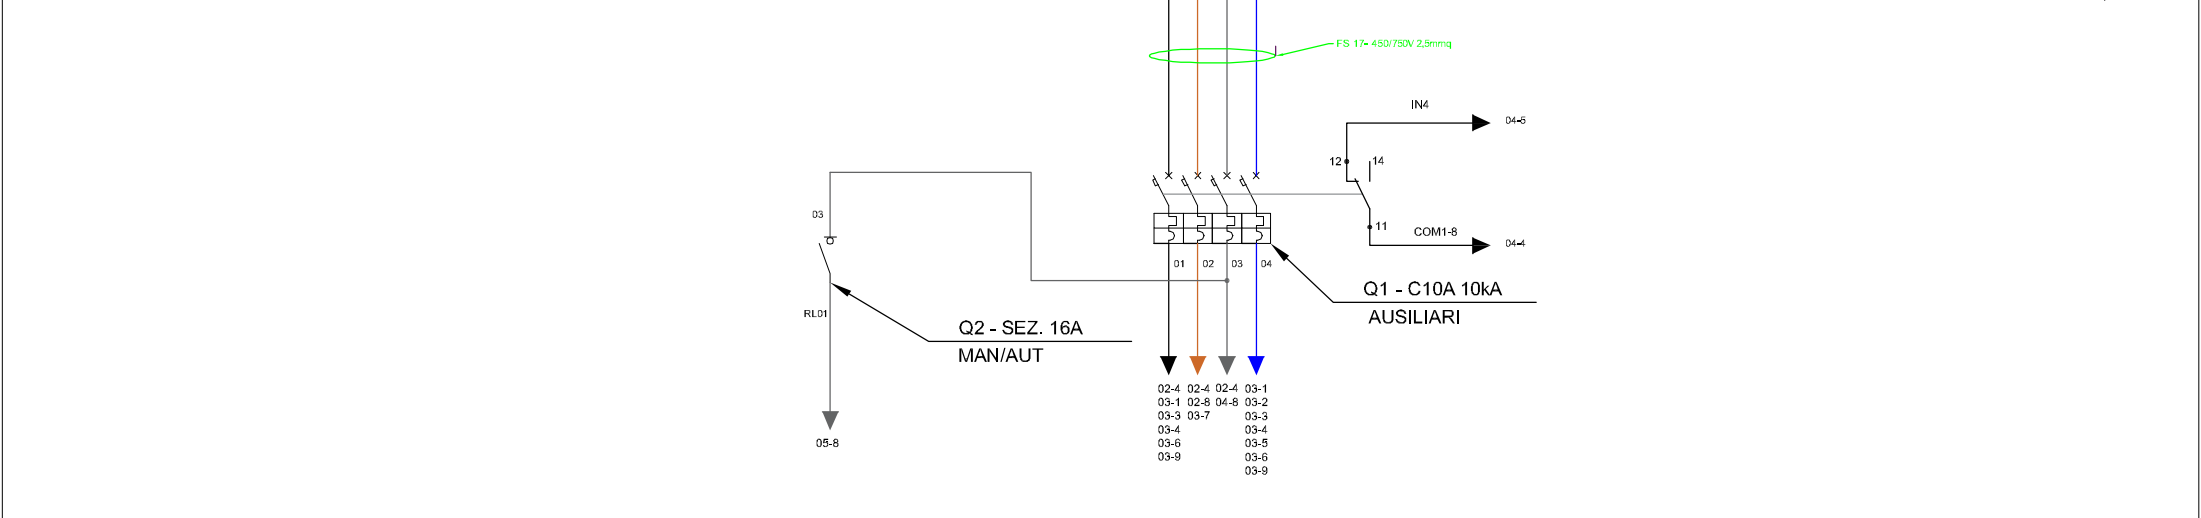 FS 17- 450/750V 2.5mmq
IN4
04-5
12
14
11
COM1-8
04-4
03
01
02
03
04
Q1 - C10A 10kA
AUSILIARI
RL01
Q2 - SEZ. 16A
MAN/AUT
02-4 02-4 02-4 03-1
03-1 02-8 04-8 03-2
03-3 03-7 03-3
03-4 03-4
03-6 03-5
03-9 03-6
03-9
05-8